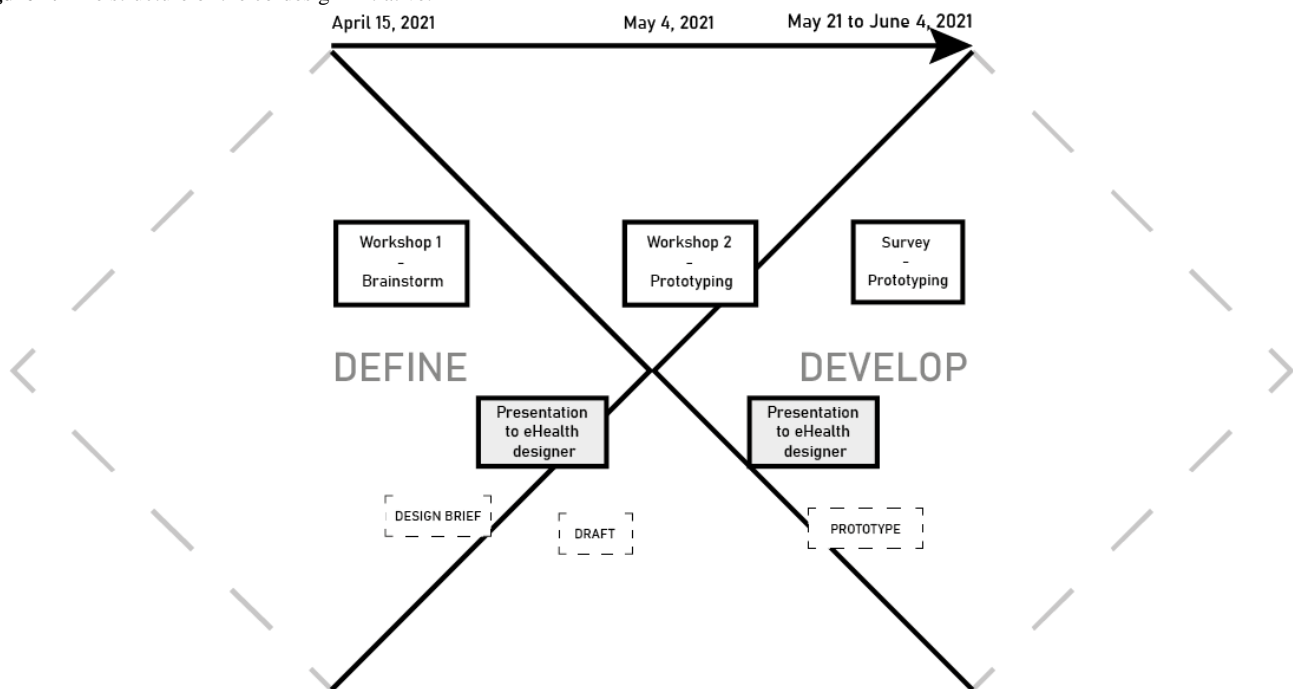 April 15, 2021
May 4, 2021
May 21 to June 4, 2021
Workshop 1
-
Brainstorm
Workshop 2
-
Prototyping
Survey
-
Prototyping
DEFINE
DEVELOP
Presentation
to eHealth
designer
Presentation
to eHealth
designer
DESIGN BRIEF
DRAFT
PROTOTYPE